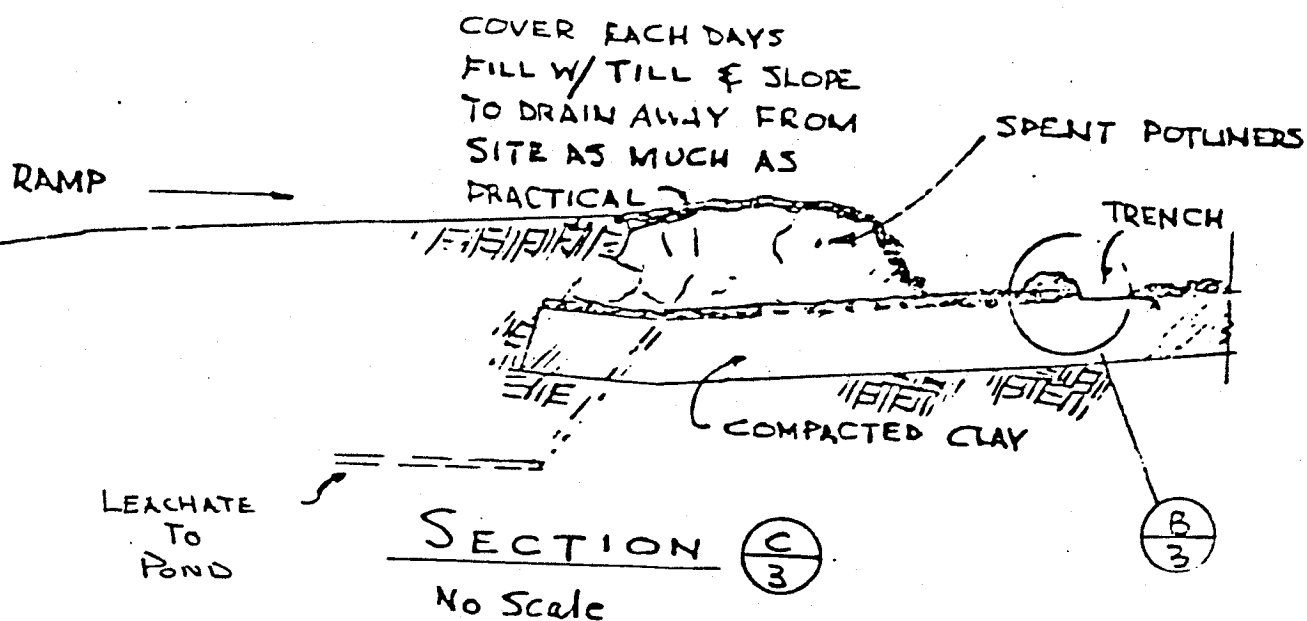 COVER EACH DAYS
FILL W/ TILL & SLOPE
TO DRAIN AWAY FROM
SITE AS MUCH AS
PRACTICAL
SPENT POTLINERS
RAMP
TRENCH
COMPACTED CLAY
LEACHATE
TO
POND
SECTION C
3
No Scale
B
3